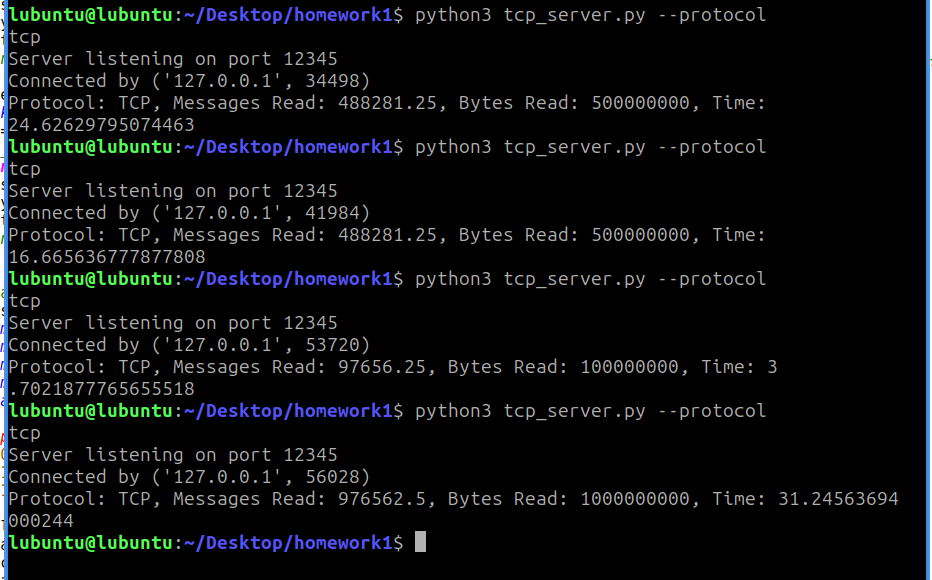 lubuntu@lubuntu:~/Desktop/homework1$ python3 tcp_server.py --protocol
tcp
Server listening on port 12345
Connected by ('127.0.0.1', 34498)
Protocol: TCP, Messages Read: 488281.25, Bytes Read: 500000000, Time:
24.62629795074463
lubuntu@lubuntu:~/Desktop/homework1$ python3 tcp_server.py --protocol
tcp
Server listening on port 12345
Connected by ('127.0.0.1', 41984)
Protocol: TCP, Messages Read: 488281.25, Bytes Read: 500000000, Time:
16.665636777877808
lubuntu@lubuntu:~/Desktop/homework1$ python3 tcp_server.py --protocol
tcp
Server listening on port 12345
Connected by ('127.0.0.1', 53720)
Protocol: TCP, Messages Read: 97656.25, Bytes Read: 100000000, Time: 3
.7021877765655518
lubuntu@lubuntu:~/Desktop/homework1$ python3 tcp_server.py --protocol
tcp
Server listening on port 12345
Connected by ('127.0.0.1', 56028)
Protocol: TCP, Messages Read: 976562.5, Bytes Read: 1000000000, Time: 31.24563694
000244
lubuntu@lubuntu:~/Desktop/homework1$